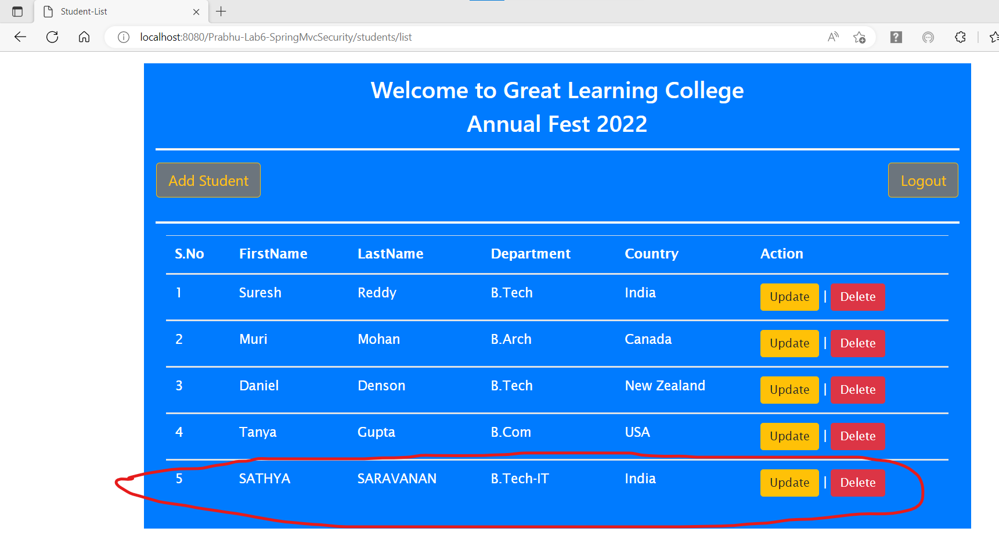 Student-List
localhost:8080/Prabhu-Lab6-SpringMvcSecurity/students/list
Welcome to Great Learning College
Annual Fest 2022
Add Student Logout
S.No FirstName LastName Department Country Action
1 Suresh Reddy B.Tech India Update | Delete
2 Muri Mohan B.Arch Canada Update | Delete
3 Daniel Denson B.Tech New Zealand Update | Delete
4 Tanya Gupta B.Com USA Update | Delete
5 SATHYA SARAVANAN B.Tech-IT India Update | Delete